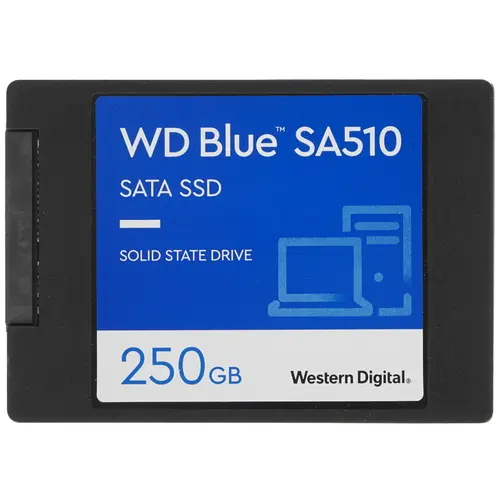 WD Blue™ SA510
SATA SSD
SOLID STATE DRIVE
250GB
Western Digital®